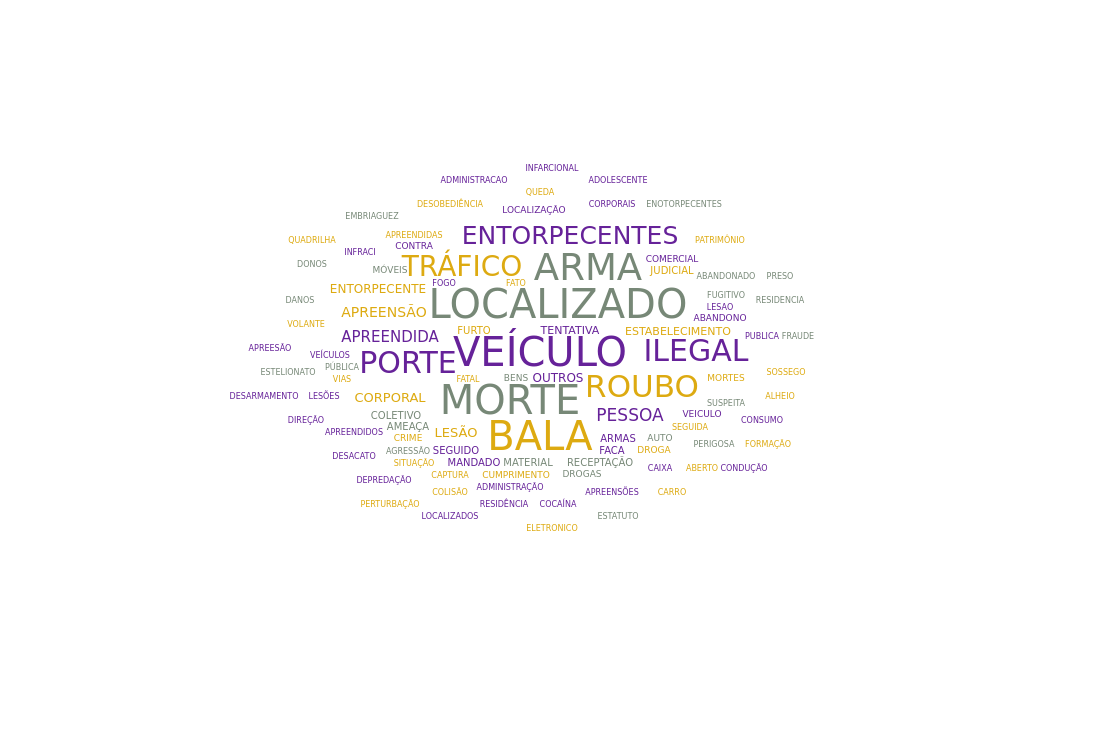 INFARCIONAL
ADMINISTRACAO ADOLESCENTE
QUEDA
DESOBEDIÊNCIA LOCALIZAÇÃO CORPORAIS ENOTORPECENTES
EMBRIAGUEZ
QUADRILHA APREENDIDAS ENTORPECENTES PATRIMÔNIO
INFRACI CONTRA
DONOS MÓVEIS TRÁFICO ARMA COMERCIAL
JUDICIAL ABANDONADO PRESO
FOGO FATO
ENTORPECENTE LOCALIZADO FUGITIVO
DANOS RESIDENCIA
APREENSÃO LESAO
ABANDONO
VOLANTE FURTO TENTATIVA ESTABELECIMENTO
APREENDIDA PUBLICA FRAUDE
APREESÃO VEÍCULOS VEÍCULO ILEGAL
ESTELIONATO PÚBLICA PORTE
VIAS FATAL BENS OUTROS ROUBO MORTES SOSSEGO
DESARMAMENTO LESÕES CORPORAL MORTE SUSPEITA ALHEIO
DIREÇÃO COLETIVO PESSOA VEICULO CONSUMO
AMEAÇA SEGUIDA
APREENDIDOS CRIME LESÃO BALA ARMAS AUTO PERIGOSA FORMAÇÃO
DESACATO AGRESSÃO SEGUIDO FACA DROGA
SITUAÇÃO MANDADO MATERIAL RECEPTAÇÃO CAIXA ABERTO CONDUÇÃO
DEPREDAÇÃO CAPTURA CUMPRIMENTO DROGAS
COLISÃO ADMINISTRAÇÃO APREENSÕES CARRO
PERTURBAÇÃO RESIDÊNCIA COCAÍNA
LOCALIZADOS ESTATUTO
ELETRONICO